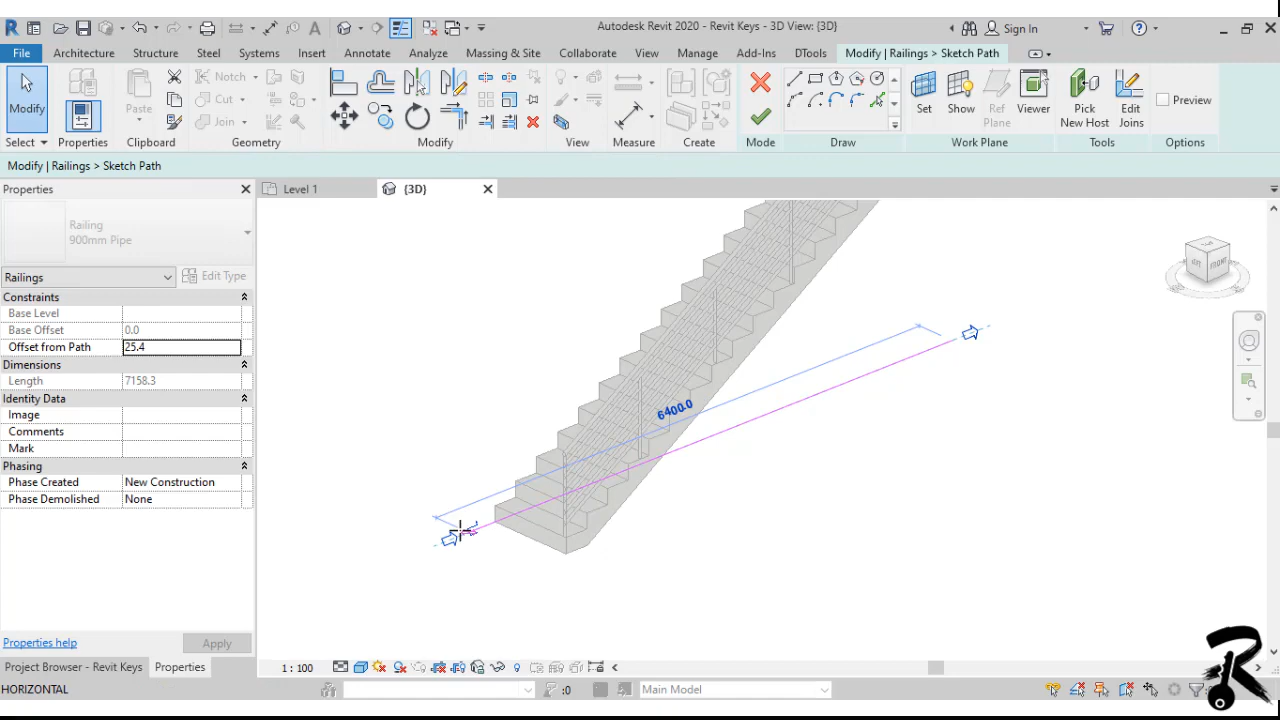 Autodesk Revit 2020 - Revit Keys - 3D View: {3D}
Sign In
File
Architecture
Structure
Steel
Systems
Insert
Annotate
Analyze
Massing & Site
Collaborate
View
Manage
Add-Ins
DTools
Modify | Railings > Sketch Path
Modify
Paste
Notch
Cut
Join
Set
Show
Ref
Plane
Viewer
Pick
New Host
Edit
Joins
Preview
Select
Properties
Clipboard
Geometry
Modify
View
Measure
Create
Mode
Draw
Work Plane
Tools
Options
Modify | Railings > Sketch Path
Properties
Level 1
{3D}
Railing
900mm Pipe
Railings
Edit Type
Constraints
Base Level
Base Offset 0.0
Offset from Path 25.4
Dimensions
Length 7158.3
Identity Data
Image
Comments
Mark
Phasing
Phase Created New Construction
Phase Demolished None
6400.0
FRONT
Properties help
Apply
Project Browser - Revit Keys
Properties
1 : 100
HORIZONTAL
:0
Main Model